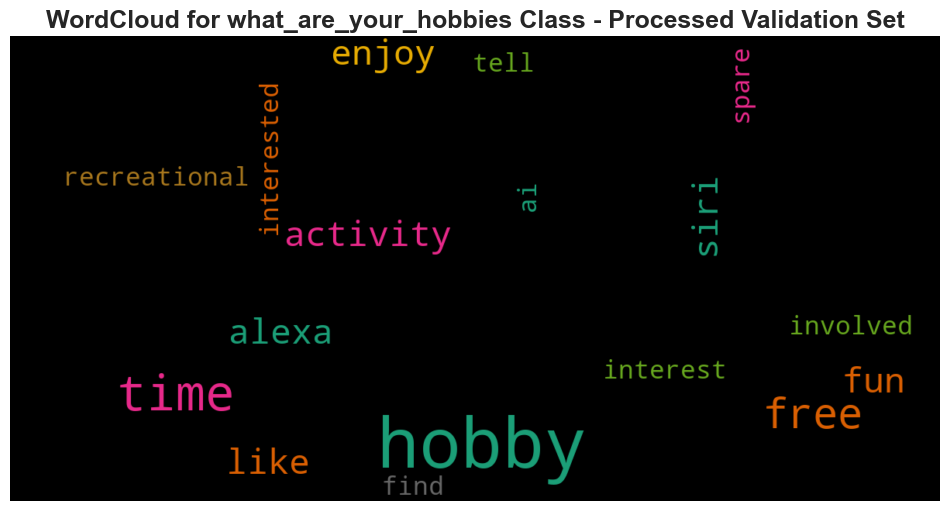 WordCloud for what_are_your_hobbies Class - Processed Validation Set
enjoy
tell
spare
interested
recreational
ai
siri
activity
alexa
involved
interest
time
fun
free
hobby
like
find